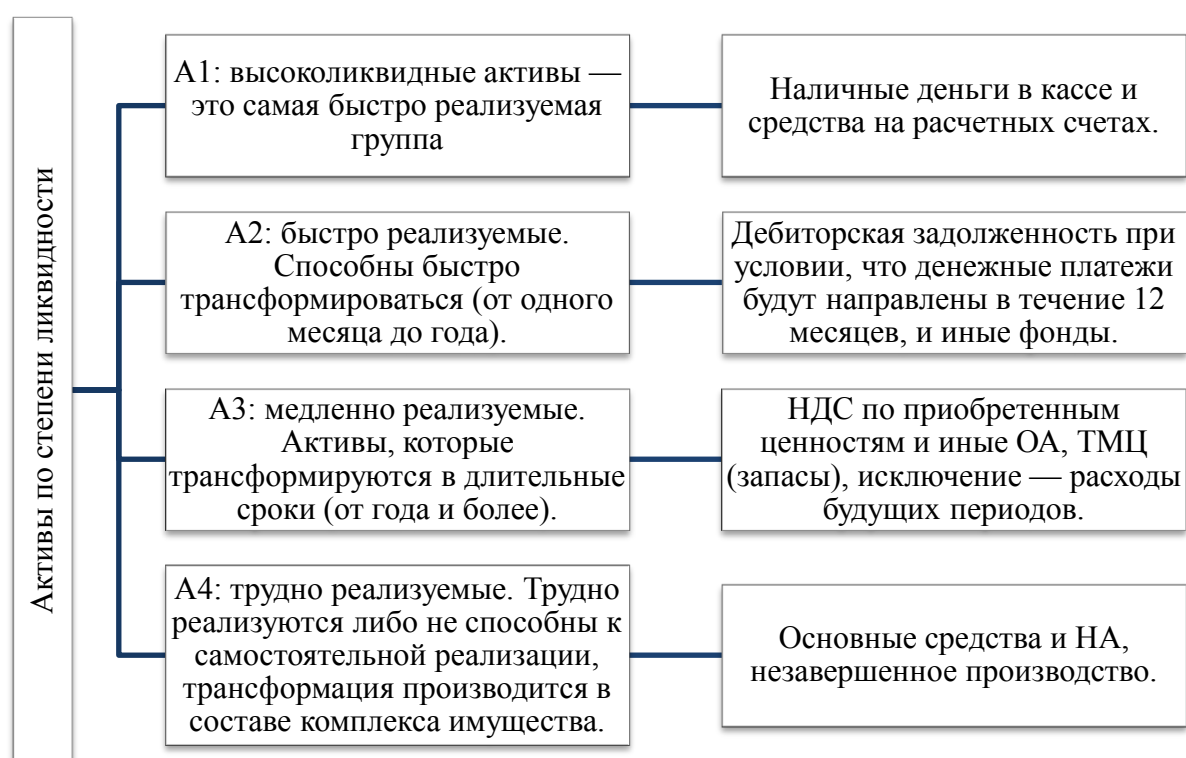 Активы по степени ликвидности
А1: высоколиквидные активы —
это самая быстро реализуемая
группа
Наличные деньги в кассе и
средства на расчетных счетах.
А2: быстро реализуемые.
Способны быстро
трансформироваться (от одного
месяца до года).
Дебиторская задолженность при
условии, что денежные платежи
будут направлены в течение 12
месяцев, и иные фонды.
А3: медленно реализуемые.
Активы, которые
трансформируются в длительные
сроки (от года и более).
НДС по приобретенным
ценностям и иные ОА, ТМЦ
(запасы), исключение — расходы
будущих периодов.
А4: трудно реализуемые. Трудно
реализуются либо не способны к
самостоятельной реализации,
трансформация производится в
составе комплекса имущества.
Основные средства и НА,
незавершенное производство.